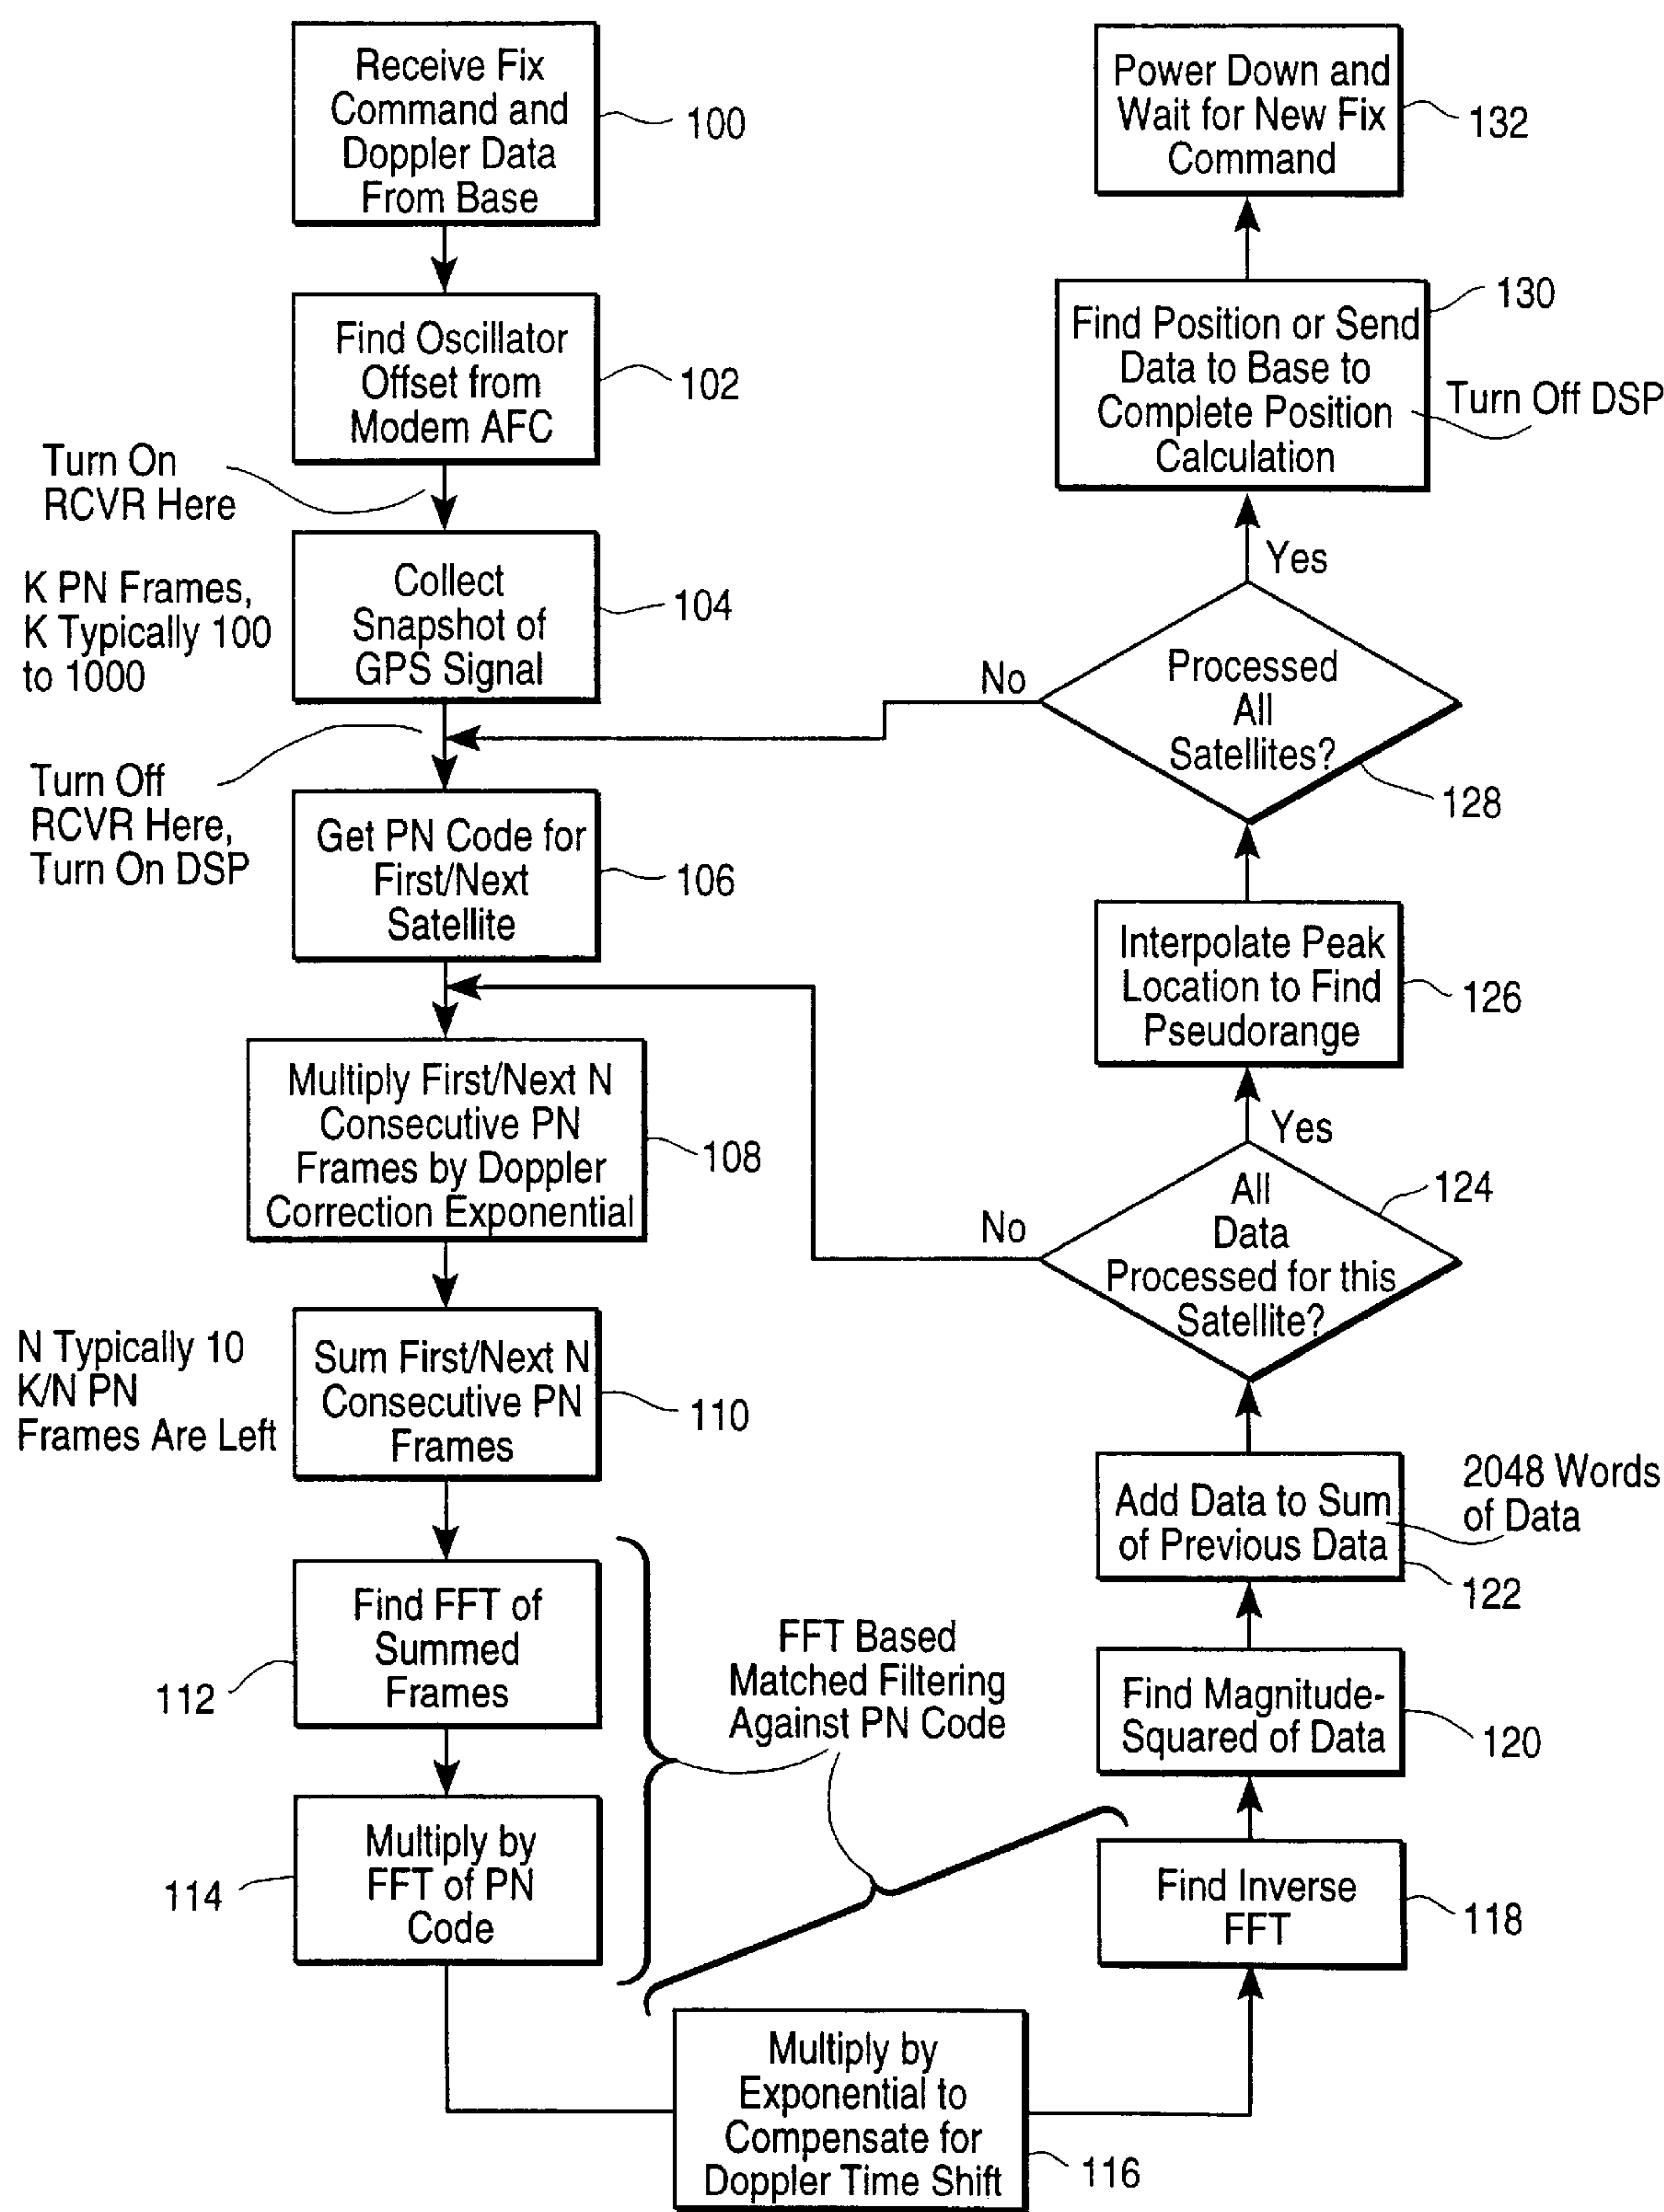 Receive Fix
Command and
Doppler Data
From Base
100
Find Oscillator
Offset from
Modem AFC
102
Turn On
RCVR Here
K PN Frames,
K Typically 100
to 1000
Collect
Snapshot of
GPS Signal
104
Turn Off
RCVR Here,
Turn On DSP
Get PN Code for
First/Next
Satellite
106
Multiply First/Next N
Consecutive PN
Frames by Doppler
Correction Exponential
108
N Typically 10
K/N PN
Frames Are Left
Sum First/Next N
Consecutive PN
Frames
110
Find FFT of
Summed
Frames
112
FFT Based
Matched Filtering
Against PN Code
Multiply by
FFT of PN
Code
114
Multiply by
Exponential to
Compensate for
Doppler Time Shift
116
Find Inverse
FFT
118
Find Magnitude-
Squared of Data
120
Add Data to Sum
of Previous Data
2048 Words
of Data
122
All
Data
Processed for this
Satellite?
124
No
Yes
Interpolate Peak
Location to Find
Pseudorange
126
Processed
All
Satellites?
128
No
Yes
Find Position or Send
Data to Base to
Complete Position
Calculation
130
Turn Off DSP
Power Down and
Wait for New Fix
Command
132